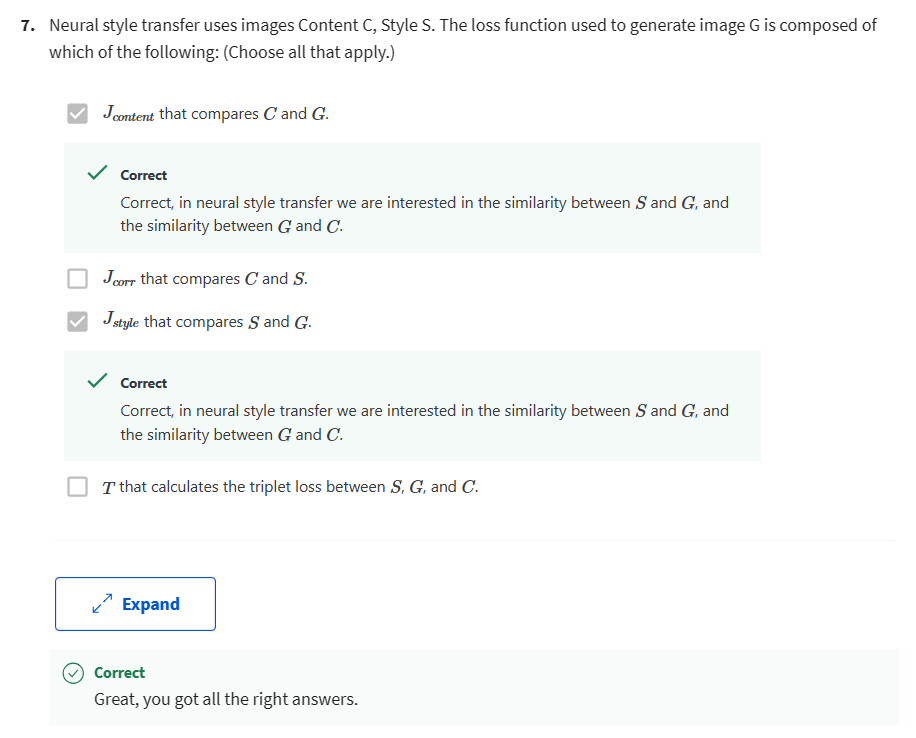 7. Neural style transfer uses images Content C, Style S. The loss function used to generate image G is composed of
which of the following: (Choose all that apply.)
J_content that compares C and G.
Correct
Correct, in neural style transfer we are interested in the similarity between S and G, and
the similarity between G and C.
J_corr that compares C and S.
J_style that compares S and G.
Correct
Correct, in neural style transfer we are interested in the similarity between S and G, and
the similarity between G and C.
T that calculates the triplet loss between S, G, and C.
Expand
Correct
Great, you got all the right answers.